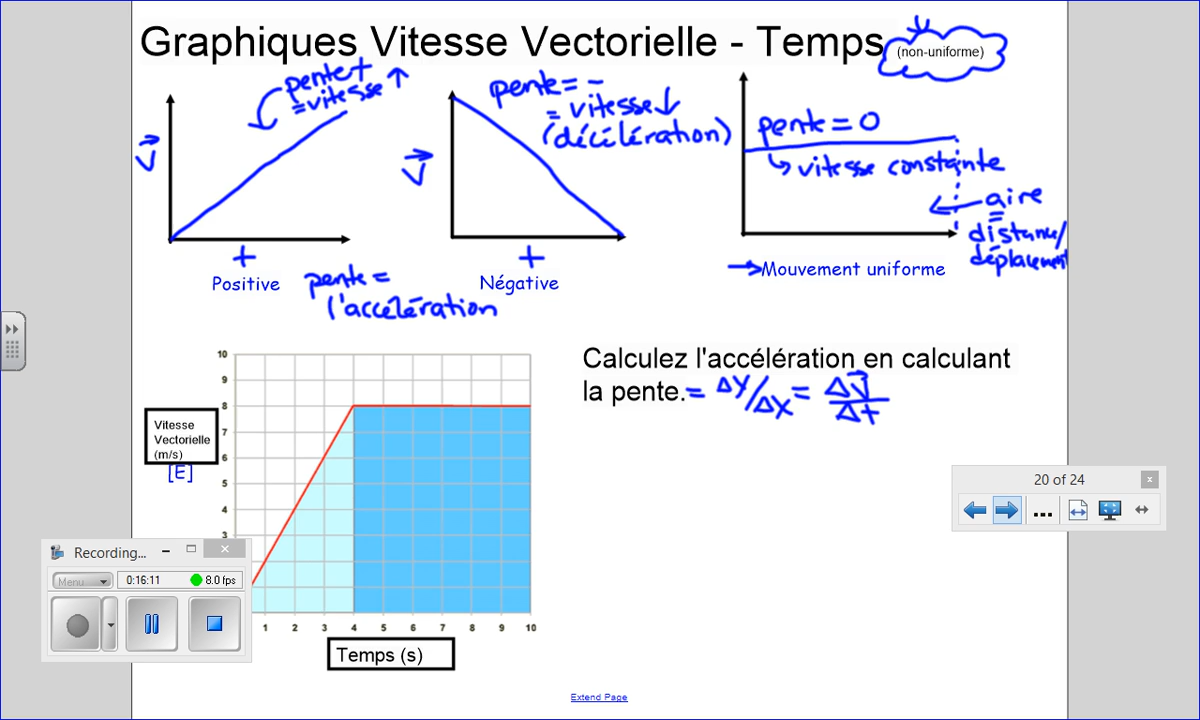 Graphiques Vitesse Vectorielle - Temps
(non-uniforme)
pente +
= vitesse ↑
pente = -
= vitesse ↓
(décélération)
pente = 0
↳ vitesse constante
aire
=
distance/
déplacement
V
V
+
+
Positive
Négative
→Mouvement uniforme
pente =
l'accélération
Calculez l'accélération en calculant
la pente. = Δy/Δx = Δv/Δt
10
9
8
7
6
5
4
3
Vitesse
Vectorielle
(m/s)
[E]
1 2 3 4 5 6 7 8 9 10
Temps (s)
20 of 24
x
...
Recording...
Menu
0:16:11
8.0 fps
Extend Page